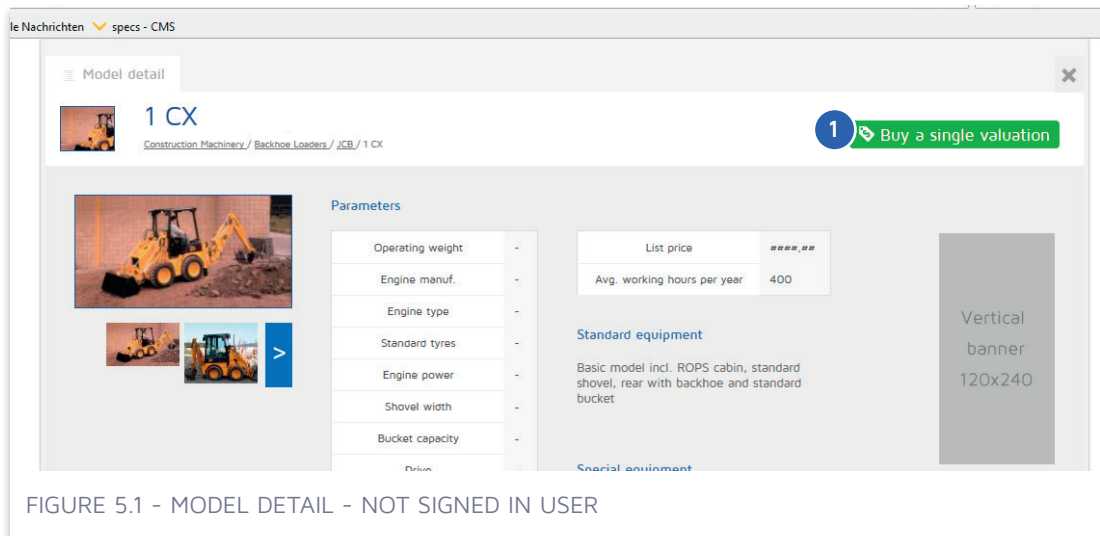 le Nachrichten specs - CMS
Model detail
1 CX
Construction Machinery / Backhoe Loaders / JCB / 1 CX
1
Buy a single valuation
Parameters
Operating weight -
Engine manuf. -
Engine type -
Standard tyres -
Engine power -
Shovel width -
Bucket capacity -
Drive
>
List price ####,##
Avg. working hours per year 400
Standard equipment
Basic model incl. ROPS cabin, standard
shovel, rear with backhoe and standard
bucket
Special equipment
Vertical
banner
120x240
FIGURE 5.1 - MODEL DETAIL - NOT SIGNED IN USER